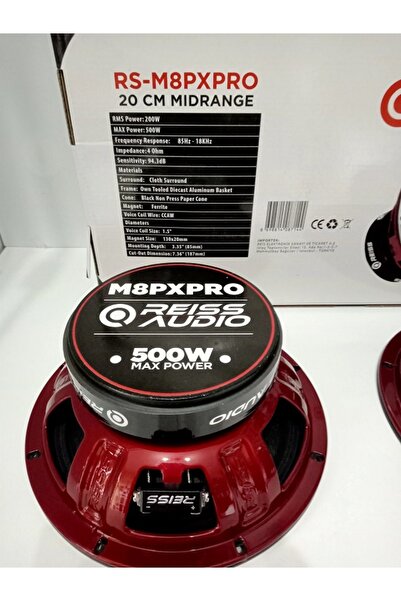 RS-M8PXPRO
20 CM MIDRANGE
RMS Power: 200W
MAX Power: 500W
Frequency Response: 85Hz - 18KHz
Impedance: 4 Ohm
Sensitivity: 94.3dB
Materials
Surround: Cloth Surround
Frame: Own Tooled Diecast Aluminum Basket
Cone: Black Non Press Paper Cone
Magnet: Ferrite
Voice Coil Wire: CCAW
Diameters
Voice Coil Size: 1.5"
Magnet Size: 130x20mm
Mounting Depth: 3.35" (85mm)
Cut-Out Dimension: 7.36" (187mm)
CE
M8PXPRO
REISS
AUDIO
500W
MAX POWER
REISS
AUDIO
REISS